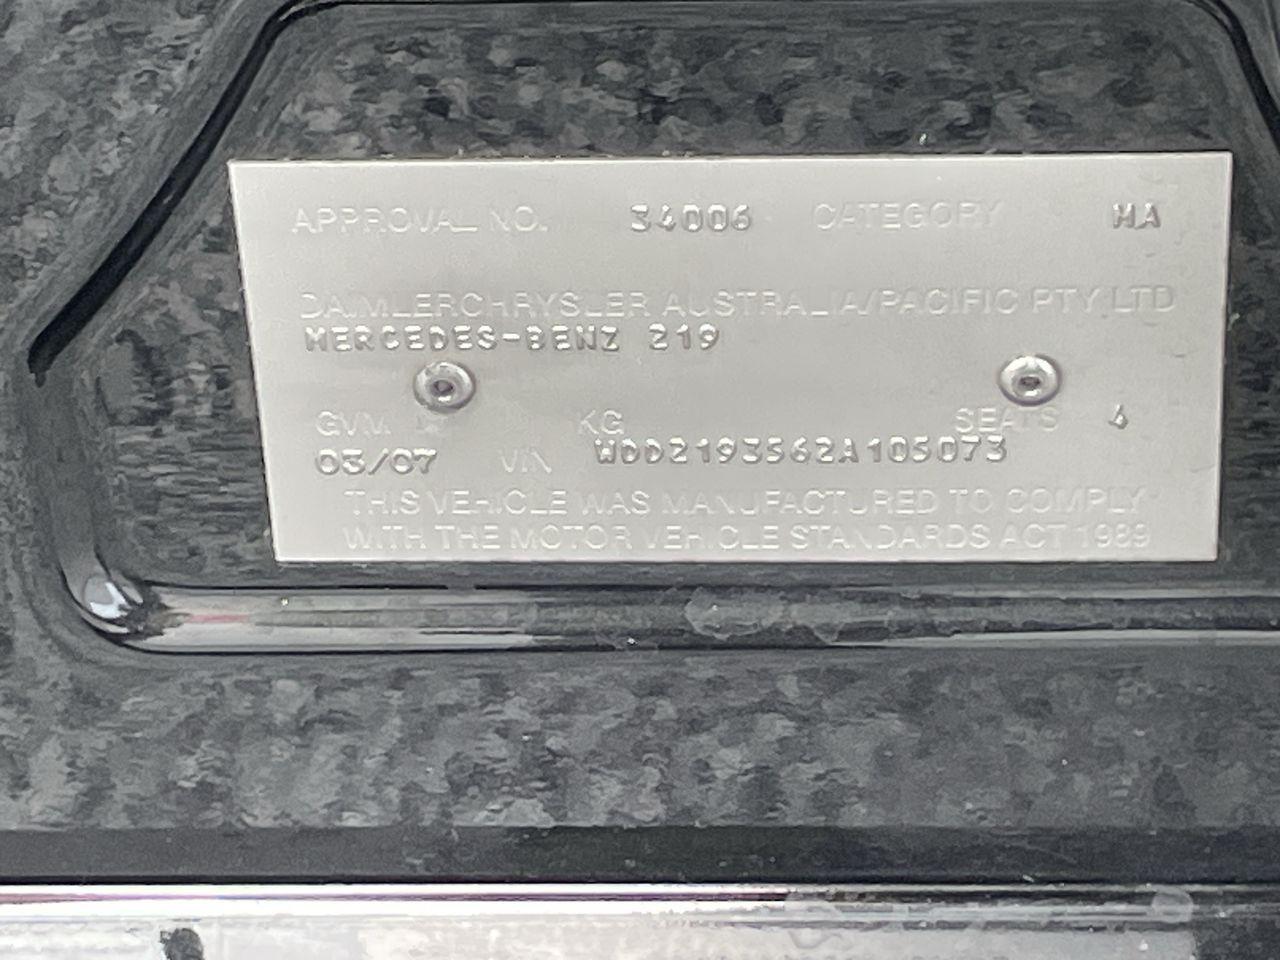 APPROVAL NO. 34006 CATEGORY MA
DAIMLERCHRYSLER AUSTRALIA/PACIFIC PTY LTD
MERCEDES-BENZ 219
GVM KG SEATS 4
03/07 VIN WDD2193562A105073
THIS VEHICLE WAS MANUFACTURED TO COMPLY
WITH THE MOTOR VEHICLE STANDARDS ACT 1989